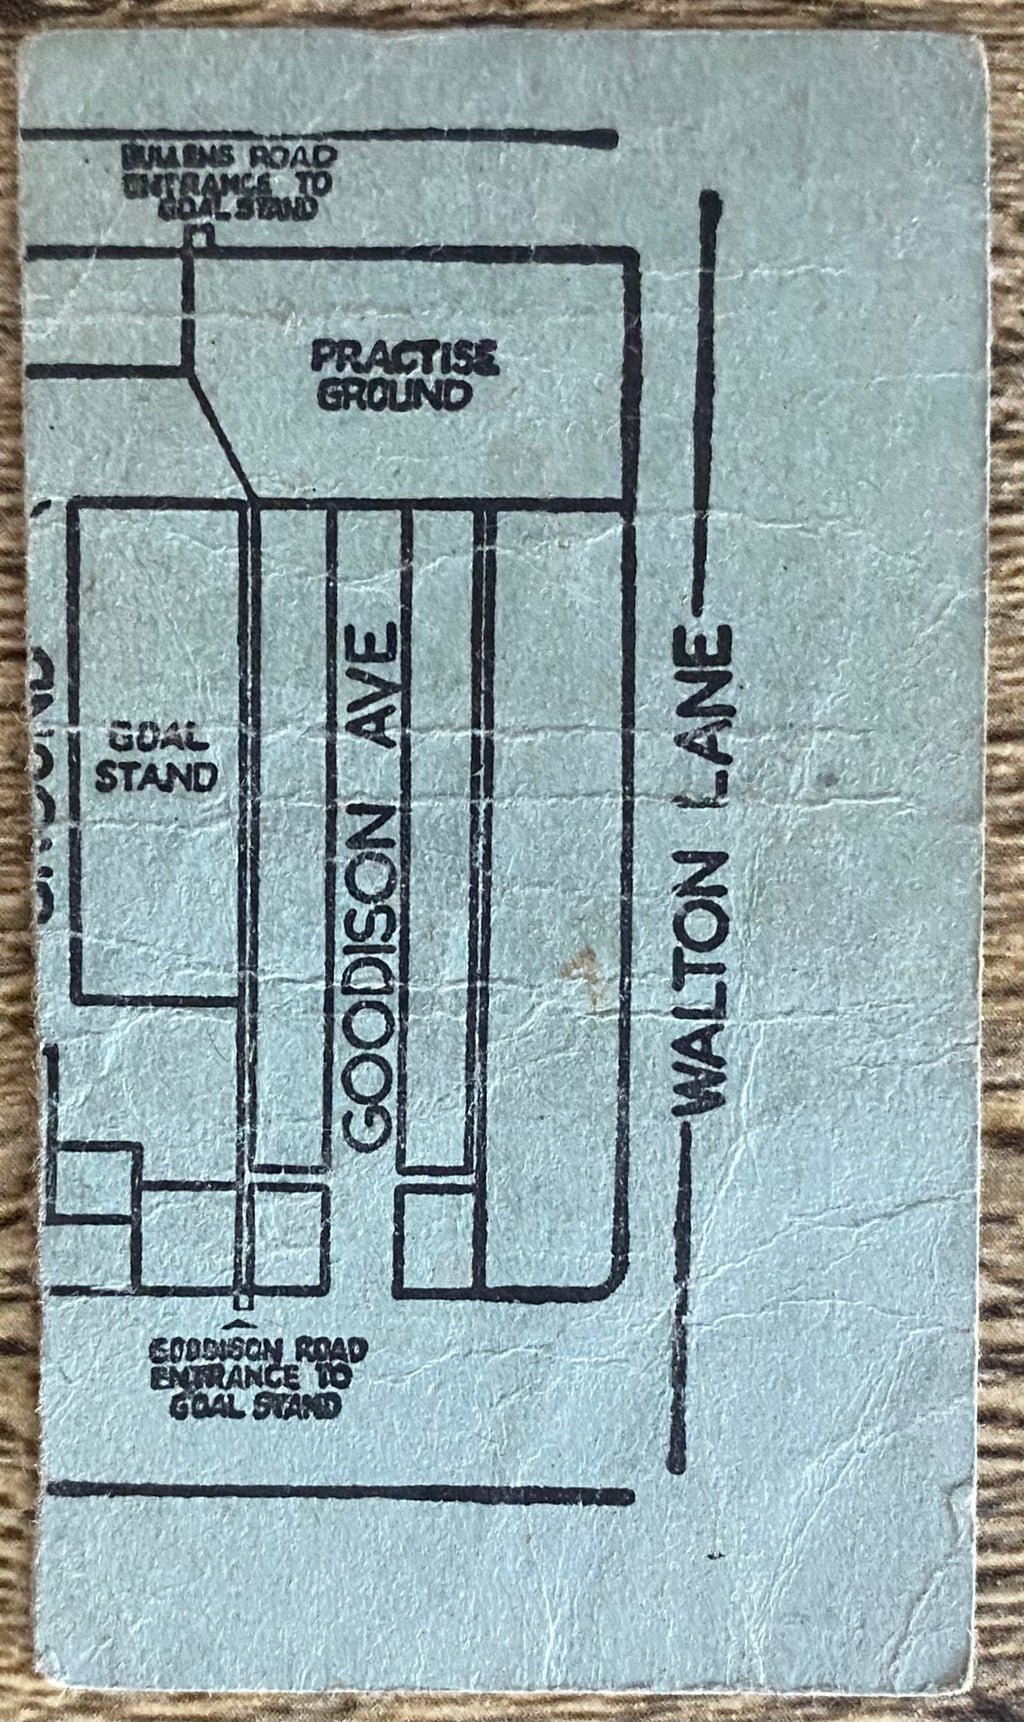 BULLENS ROAD
ENTRANCE TO
GOAL STAND
PRACTISE
GROUND
GOAL
STAND
GOODISON AVE
WALTON LANE
GOODISON ROAD
ENTRANCE TO
GOAL STAND